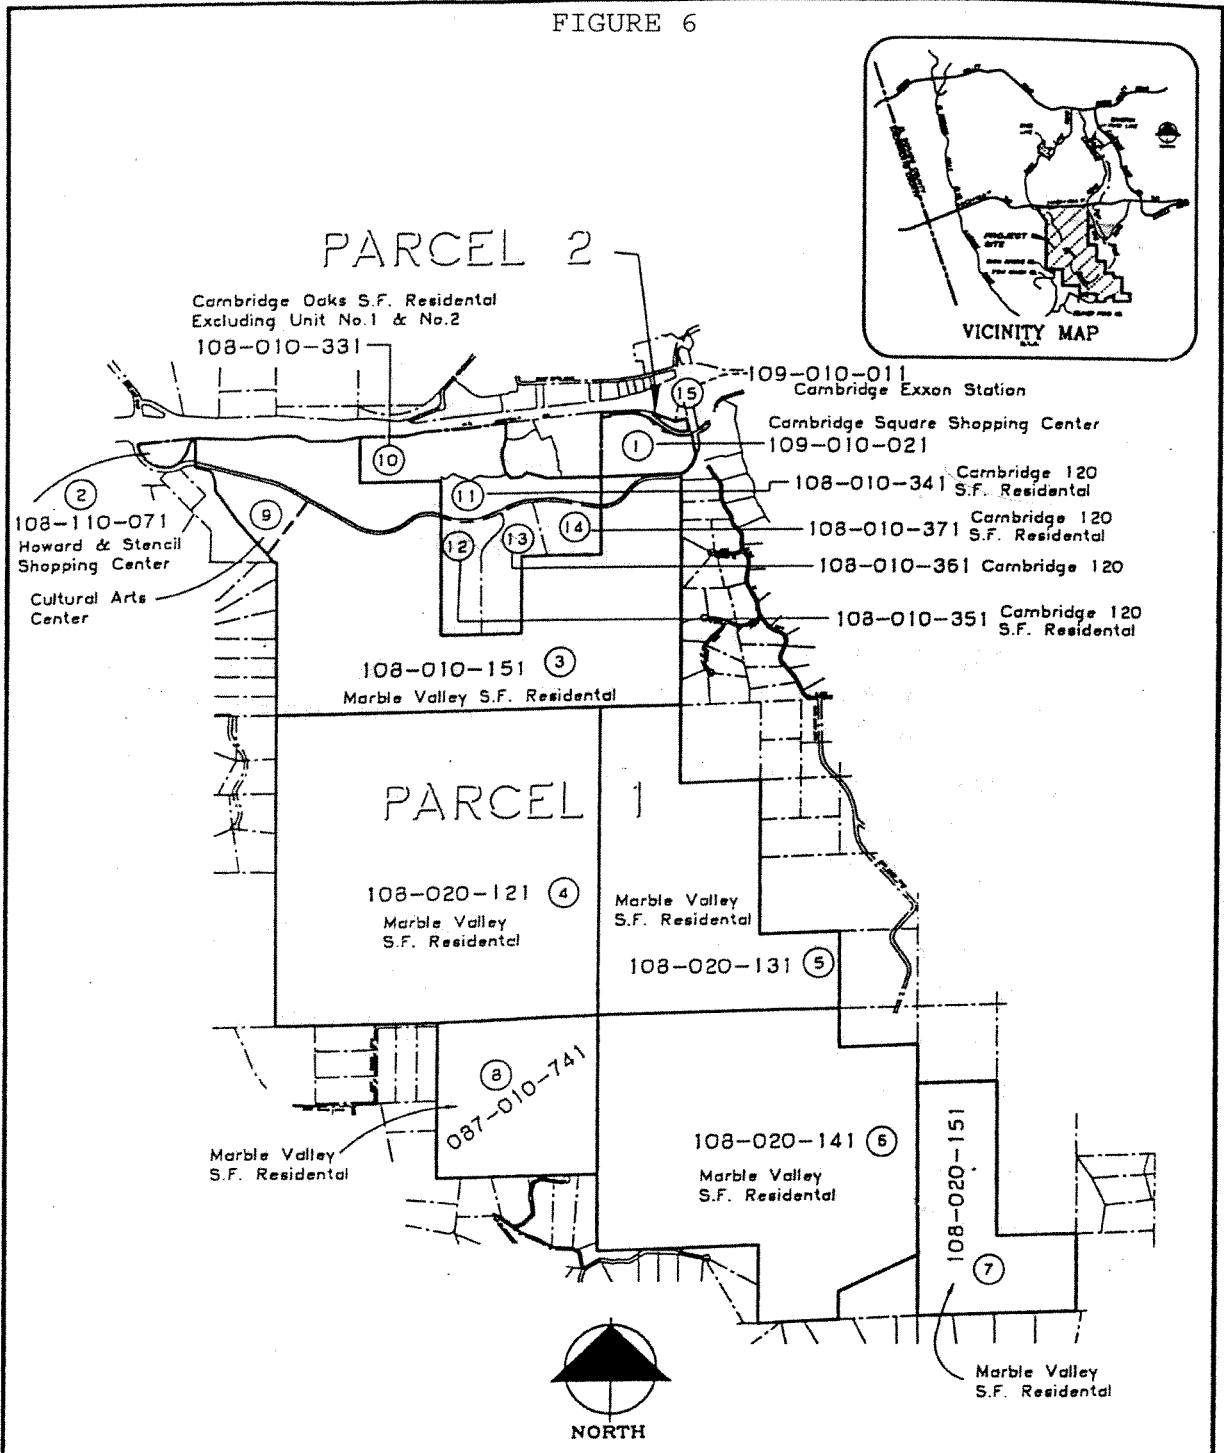 FIGURE 6
PROJECT
SITE
VICINITY MAP
PARCEL 2
Cambridge Oaks S.F. Residental
Excluding Unit No.1 & No.2
108-010-331
10
15
109-010-011
Cambridge Exxon Station
1
Cambridge Square Shopping Center
109-010-021
2
108-110-071
Howard & Stencil
Shopping Center
9
Cultural Arts
Center
11
108-010-341 Cambridge 120
S.F. Residental
14
108-010-371 Cambridge 120
S.F. Residental
13
108-010-361 Cambridge 120
12
108-010-351 Cambridge 120
S.F. Residental
108-010-151 3
Marble Valley S.F. Residental
PARCEL 1
108-020-121 4
Marble Valley
S.F. Residental
Marble Valley
S.F. Residental
108-020-131 5
8
087-010-741
Marble Valley
S.F. Residental
108-020-141 6
Marble Valley
S.F. Residental
108-020-151
7
Marble Valley
S.F. Residental
NORTH